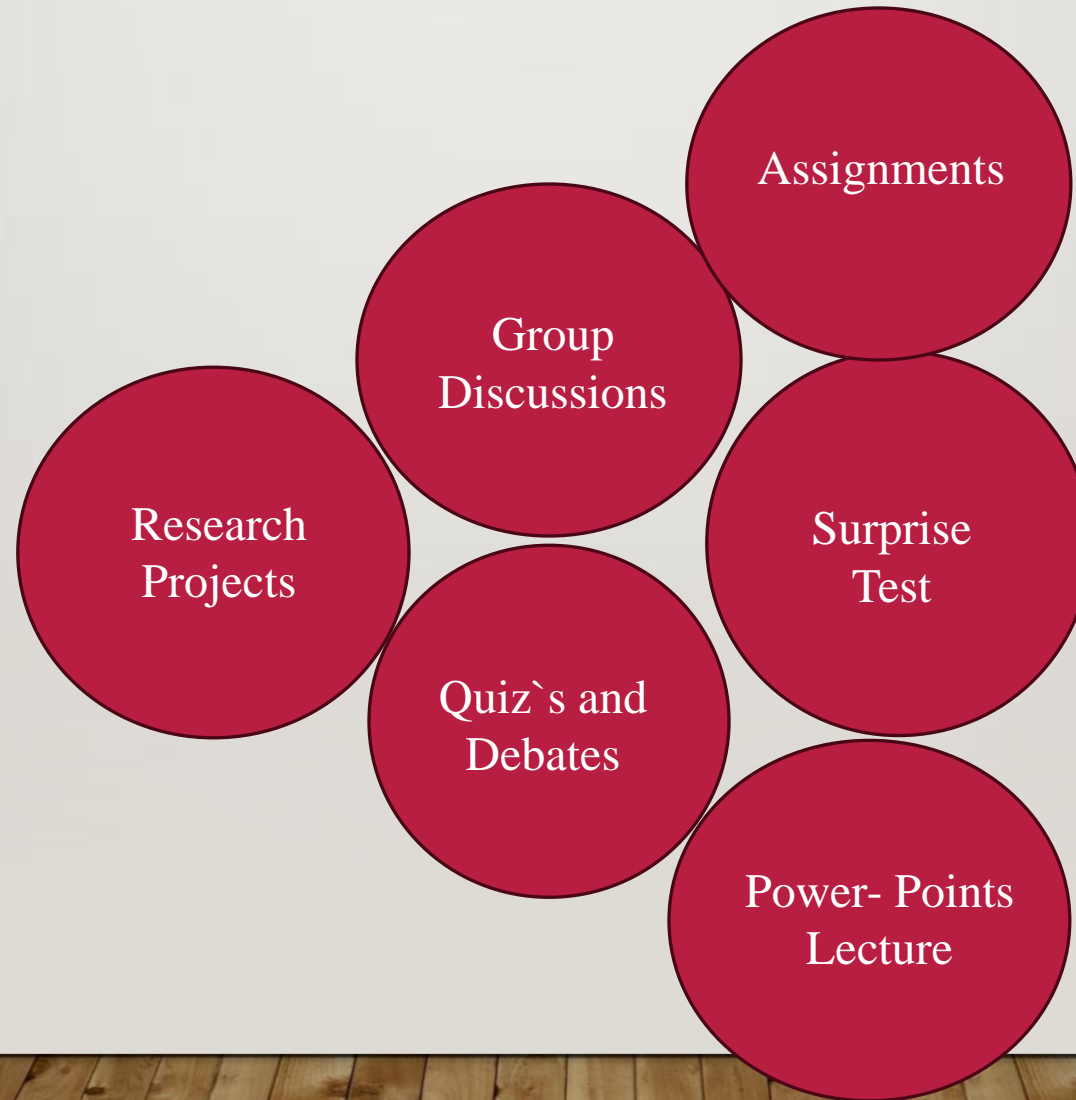 Assignments
Group
Discussions
Research
Projects
Surprise
Test
Quiz`s and
Debates
Power- Points
Lecture